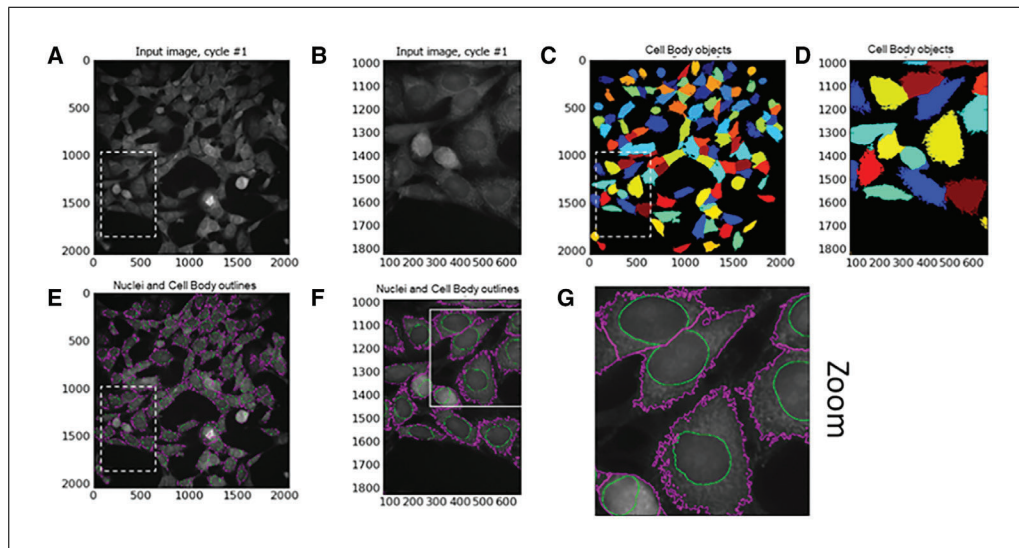 A
Input image, cycle #1
0
500
1000
1500
2000
0 500 1000 1500 2000
B
Input image, cycle #1
1000
1100
1200
1300
1400
1500
1600
1700
1800
100 200 300 400 500 600
C
Cell Body objects
0
500
1000
1500
2000
0 500 1000 1500 2000
D
Cell Body objects
1000
1100
1200
1300
1400
1500
1600
1700
1800
100 200 300 400 500 600
E
Nuclei and Cell Body outlines
0
500
1000
1500
2000
0 500 1000 1500 2000
F
Nuclei and Cell Body outlines
1000
1100
1200
1300
1400
1500
1600
1700
1800
100 200 300 400 500 600
G
Zoom